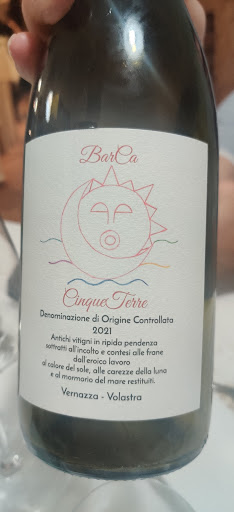 BarCa
Cinque Terre
Denominazione di Origine Controllata
2021
Antichi vitigni in ripida pendenza
sottratti all'incolto e contesi alle frane
dall'eroico lavoro
al calore del sole, alle carezze della luna
e al mormorio del mare restituiti.
Vernazza - Volastra